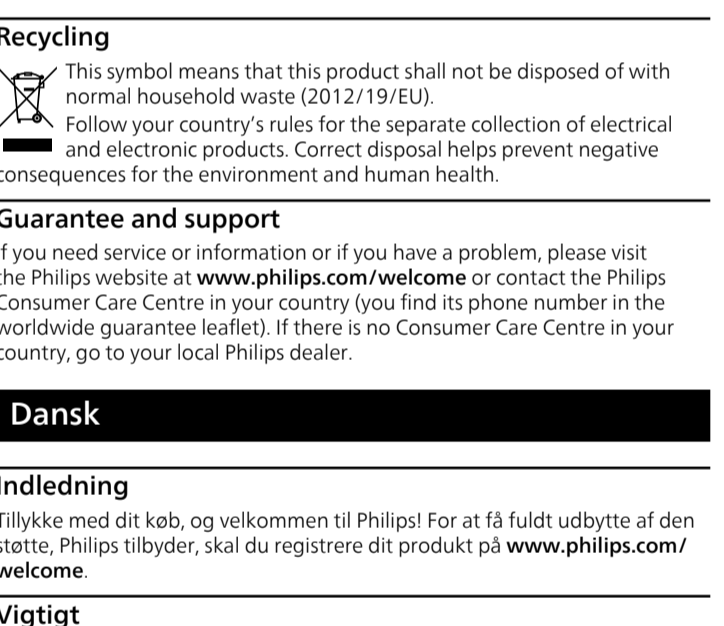 Recycling
This symbol means that this product shall not be disposed of with
normal household waste (2012/19/EU).
Follow your country’s rules for the separate collection of electrical
and electronic products. Correct disposal helps prevent negative
consequences for the environment and human health.
Guarantee and support
If you need service or information or if you have a problem, please visit
the Philips website at www.philips.com/welcome or contact the Philips
Consumer Care Centre in your country (you find its phone number in the
worldwide guarantee leaflet). If there is no Consumer Care Centre in your
country, go to your local Philips dealer.
Dansk
Indledning
Tillykke med dit køb, og velkommen til Philips! For at få fuldt udbytte af den
støtte, Philips tilbyder, skal du registrere dit produkt på www.philips.com/
welcome.
Vigtigt